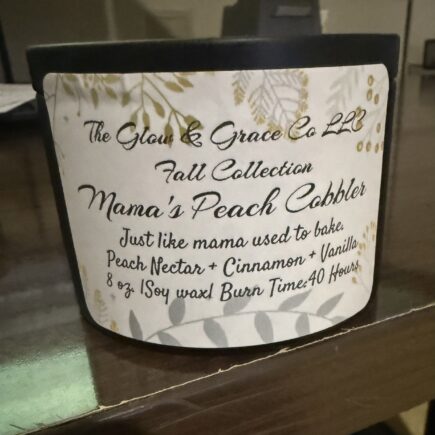 The Glow & Grace Co LLC
Fall Collection
Mama's Peach Cobbler
Just like mama used to bake.
Peach Nectar + Cinnamon + Vanilla
8 oz. |Soy wax| Burn Time:40 Hours